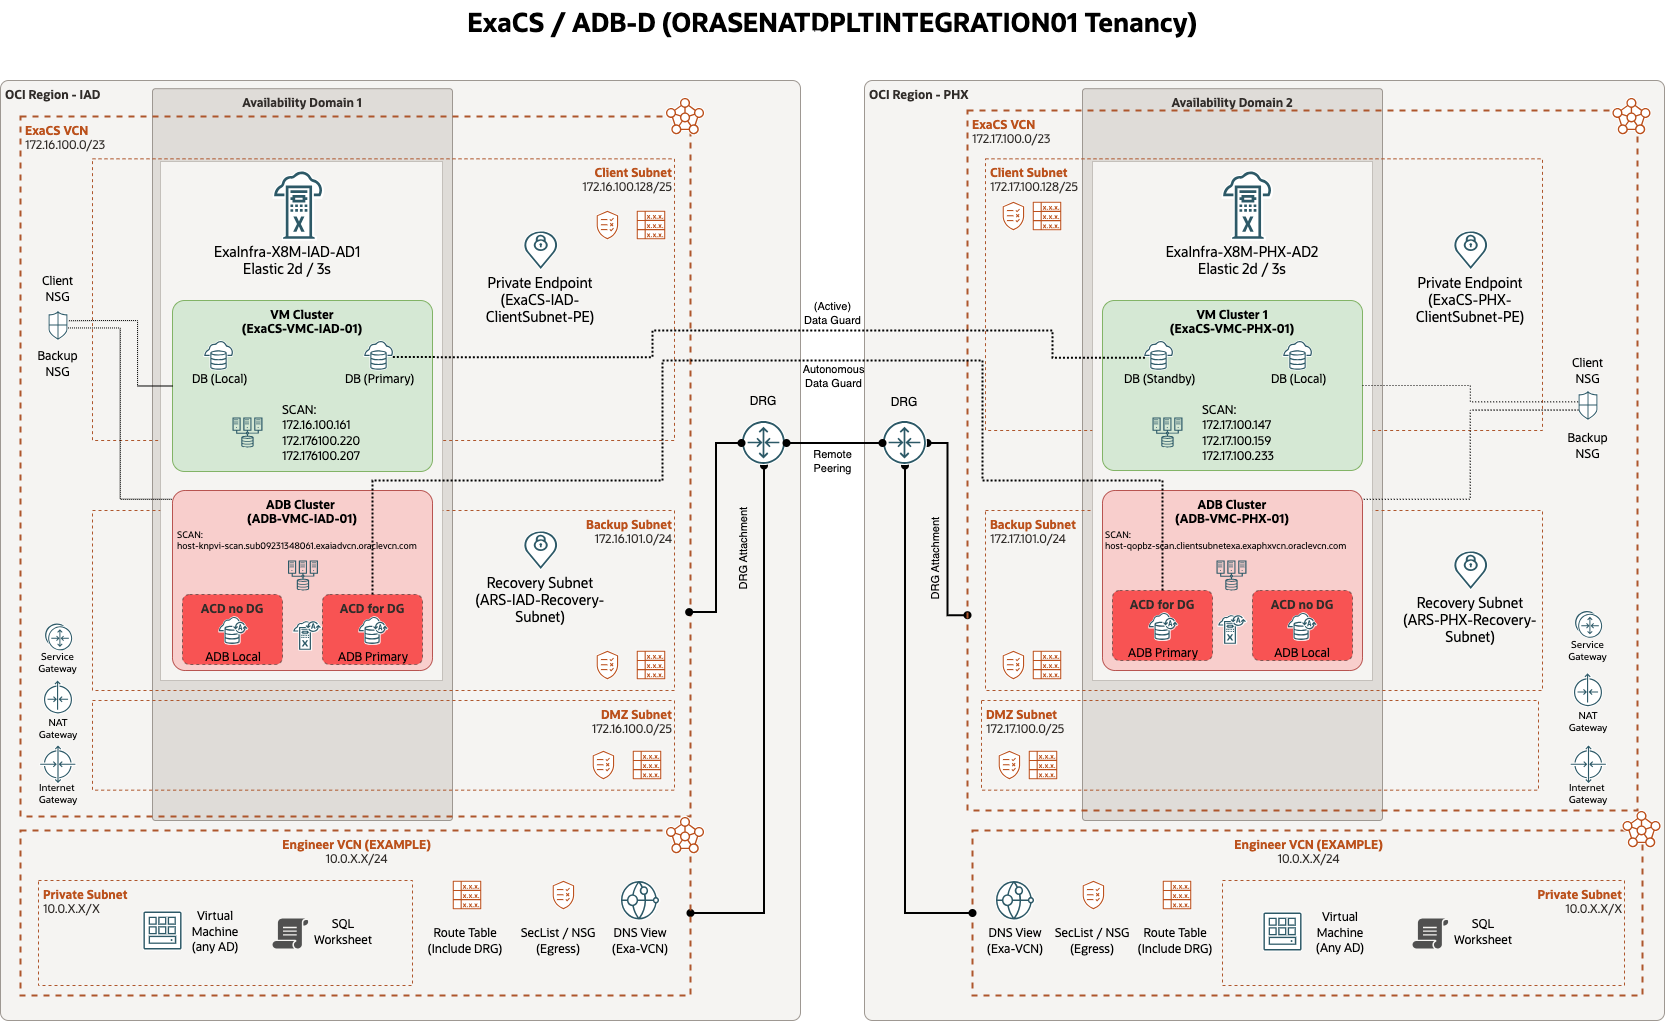 ExaCS / ADB-D (ORASENATDPLTINTEGRATION01 Tenancy)
OCI Region - IAD
Availability Domain 1
ExaCS VCN
172.16.100.0/23
Client Subnet
172.16.100.128/25
ExaInfra-X8M-IAD-AD1
Elastic 2d / 3s
Private Endpoint
(ExaCS-IAD-
ClientSubnet-PE)
Client
NSG
Backup
NSG
VM Cluster
(ExaCS-VMC-IAD-01)
DB (Local)
DB (Primary)
SCAN:
172.16.100.161
172.176100.220
172.176100.207
ADB Cluster
(ADB-VMC-IAD-01)
SCAN:
host-knpvi-scan.sub09231348061.exaiadvcn.oraclevcn.com
ACD no DG
ADB Local
ACD for DG
ADB Primary
Backup Subnet
172.16.101.0/24
Recovery Subnet
(ARS-IAD-Recovery-
Subnet)
Service
Gateway
NAT
Gateway
Internet
Gateway
DMZ Subnet
172.16.100.0/25
Engineer VCN (EXAMPLE)
10.0.X.X/24
Private Subnet
10.0.X.X/X
Virtual
Machine
(any AD)
SQL
Worksheet
Route Table
(Include DRG)
SecList / NSG
(Egress)
DNS View
(Exa-VCN)
(Active)
Data Guard
Autonomous
Data Guard
DRG
DRG
Remote
Peering
DRG Attachment
DRG Attachment
OCI Region - PHX
Availability Domain 2
ExaCS VCN
172.17.100.0/23
Client Subnet
172.17.100.128/25
ExaInfra-X8M-PHX-AD2
Elastic 2d / 3s
Private Endpoint
(ExaCS-PHX-
ClientSubnet-PE)
VM Cluster 1
(ExaCS-VMC-PHX-01)
DB (Standby)
DB (Local)
SCAN:
172.17.100.147
172.17.100.159
172.17.100.233
Client
NSG
Backup
NSG
ADB Cluster
(ADB-VMC-PHX-01)
SCAN:
host-qopbz-scan.clientsubnetexa.exaphxvcn.oraclevcn.com
ACD for DG
ADB Primary
ACD no DG
ADB Local
Backup Subnet
172.17.101.0/24
Recovery Subnet
(ARS-PHX-Recovery-
Subnet)
Service
Gateway
NAT
Gateway
Internet
Gateway
DMZ Subnet
172.17.100.0/25
Engineer VCN (EXAMPLE)
10.0.X.X/24
DNS View
(Exa-VCN)
SecList / NSG
(Egress)
Route Table
(Include DRG)
Private Subnet
10.0.X.X/X
Virtual
Machine
(Any AD)
SQL
Worksheet